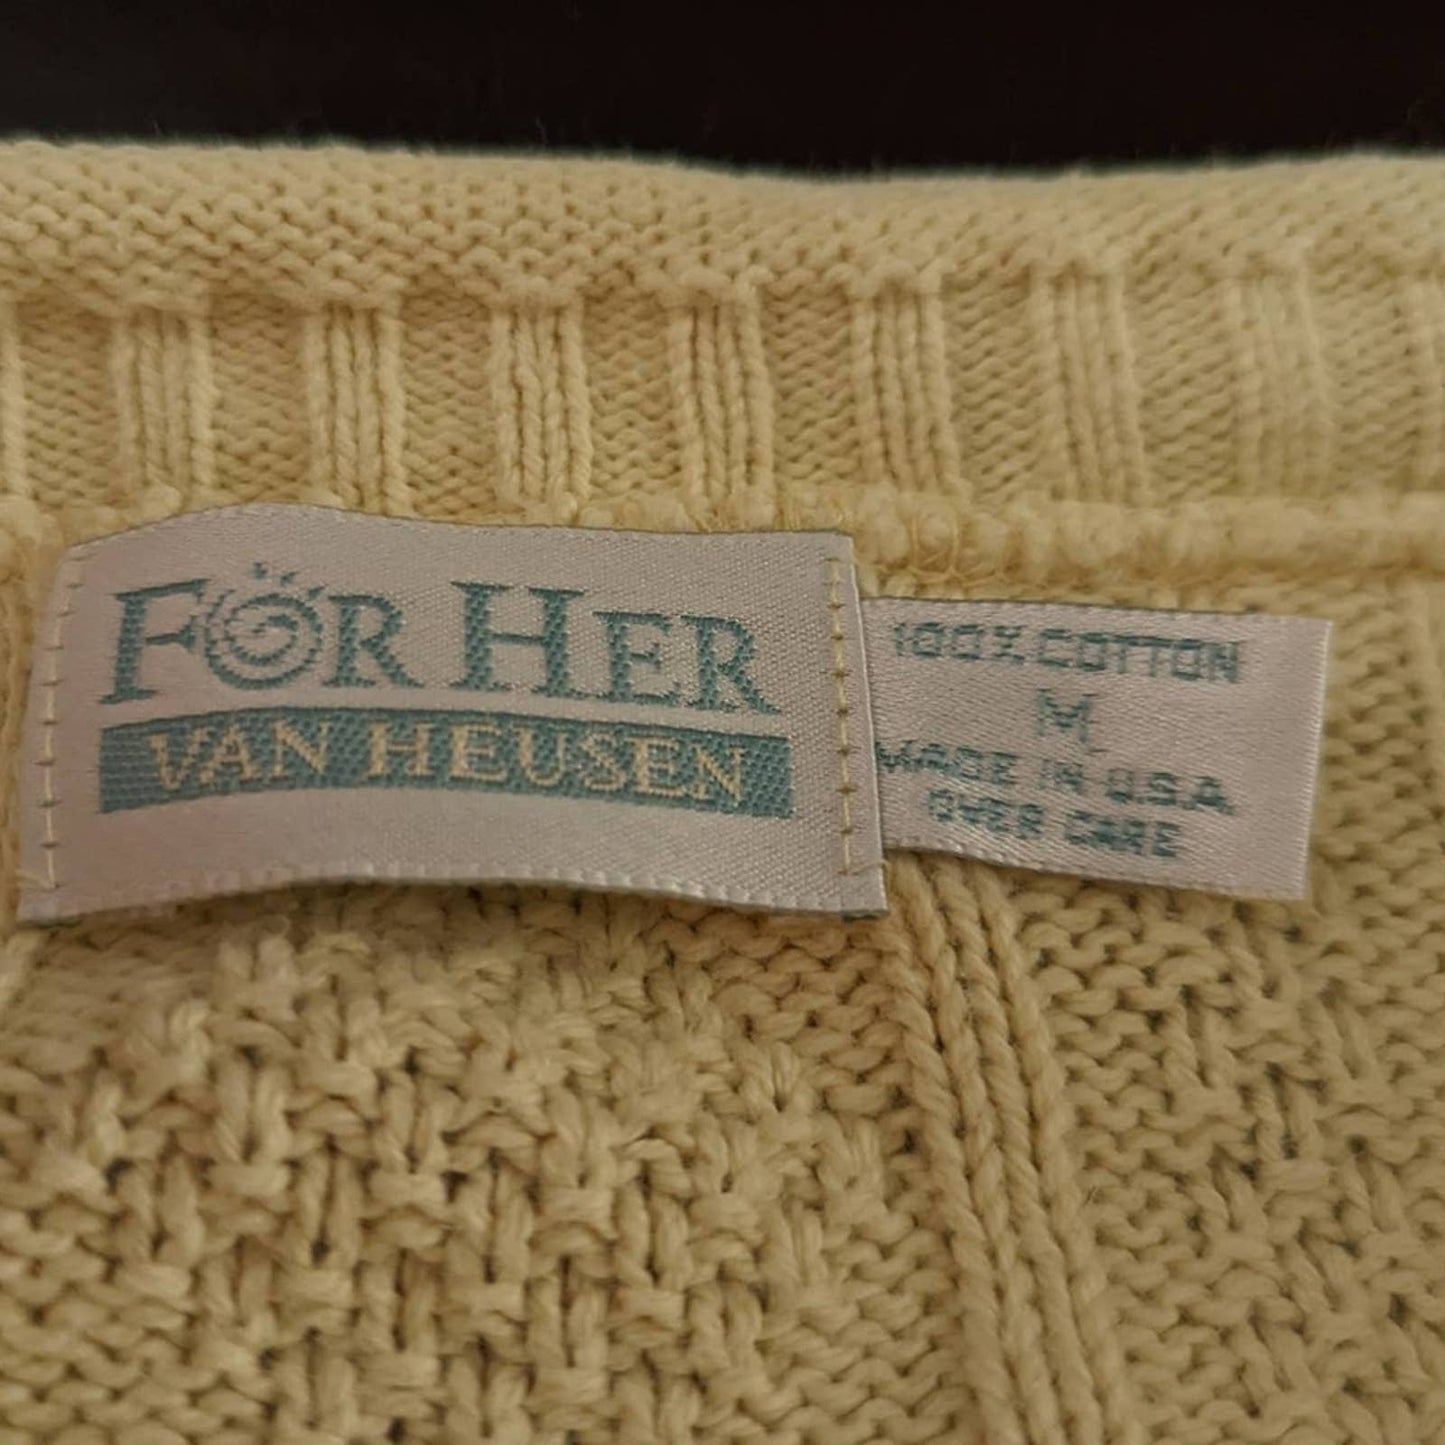 FOR HER
VAN HEUSEN
100% COTTON
M
MADE IN U.S.A
OVER CARE